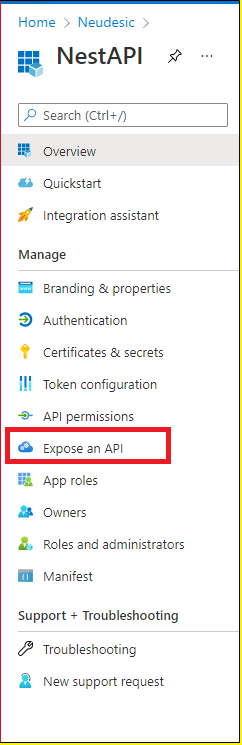 Home > Neudesic >
NestAPI
Search (Ctrl+/)
Overview
Quickstart
Integration assistant
Manage
Branding & properties
Authentication
Certificates & secrets
Token configuration
API permissions
Expose an API
App roles
Owners
Roles and administrators
Manifest
Support + Troubleshooting
Troubleshooting
New support request